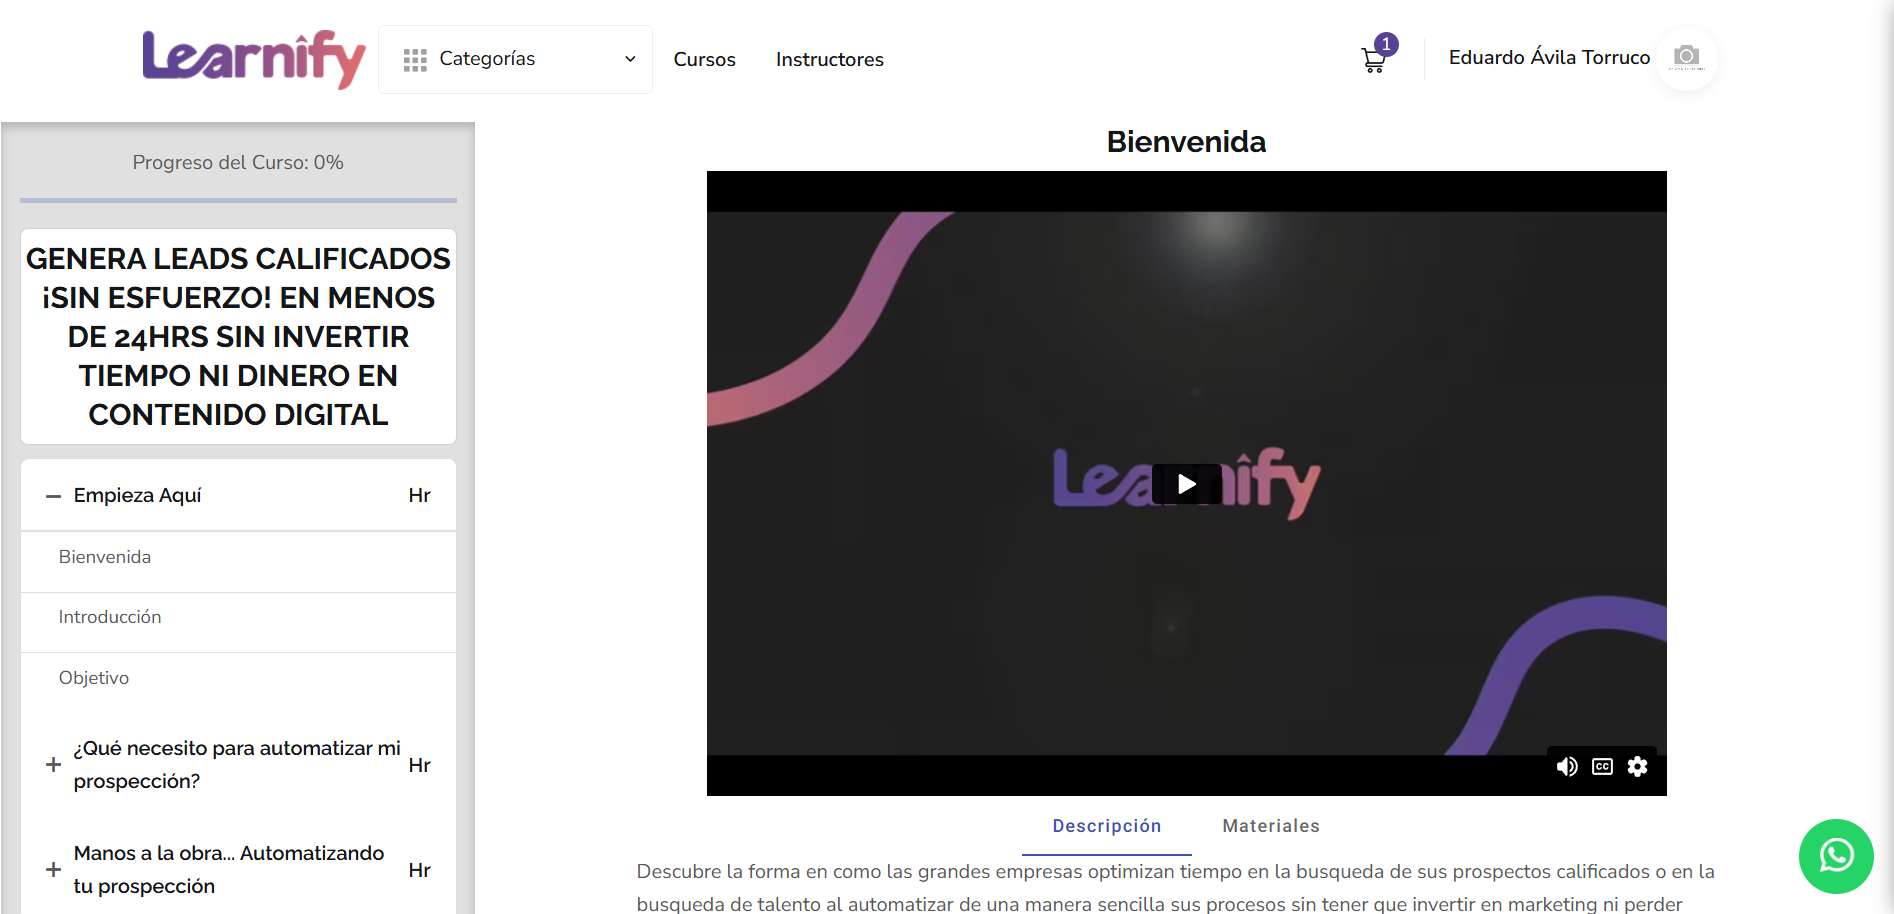 Learnify
Categorías
Cursos
Instructores
1
Eduardo Ávila Torruco
Progreso del Curso: 0%
GENERA LEADS CALIFICADOS
¡SIN ESFUERZO! EN MENOS
DE 24HRS SIN INVERTIR
TIEMPO NI DINERO EN
CONTENIDO DIGITAL
Empieza Aquí Hr
Bienvenida
Introducción
Objetivo
¿Qué necesito para automatizar mi
prospección?
Hr
Manos a la obra... Automatizando
tu prospección
Hr
Bienvenida
Learnify
CC
Descripción
Materiales
Descubre la forma en como las grandes empresas optimizan tiempo en la busqueda de sus prospectos calificados o en la
busqueda de talento al automatizar de una manera sencilla sus procesos sin tener que invertir en marketing ni perder